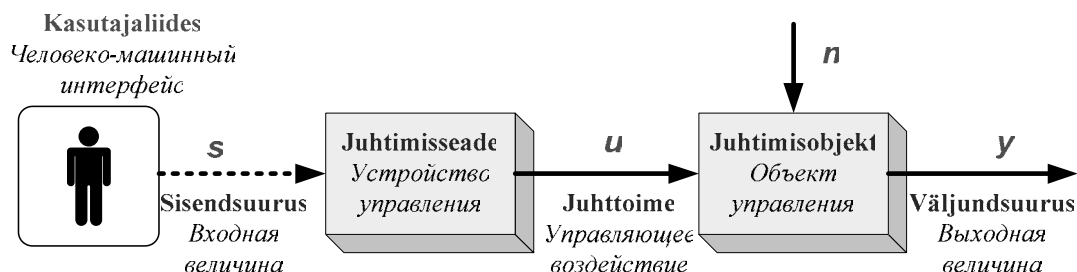 Kasutajaliides
Человеко-машинный
интерфейс
s
Sisendsuurus
Входная
величина
Juhtimisseade
Устройство
управления
u
Juhttoime
Управляющее
воздействие
n
Juhtimisobjekt
Объект
управления
y
Väljundsuurus
Выходная
величина